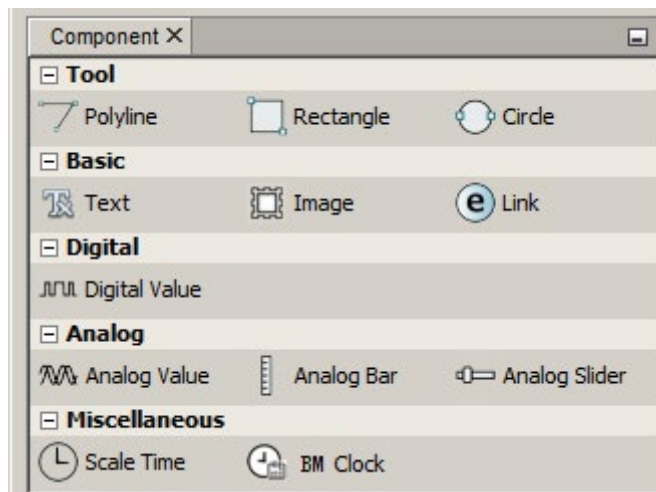 Component
Tool
Polyline Rectangle Circle
Basic
Text Image Link
Digital
Digital Value
Analog
Analog Value Analog Bar Analog Slider
Miscellaneous
Scale Time BM Clock